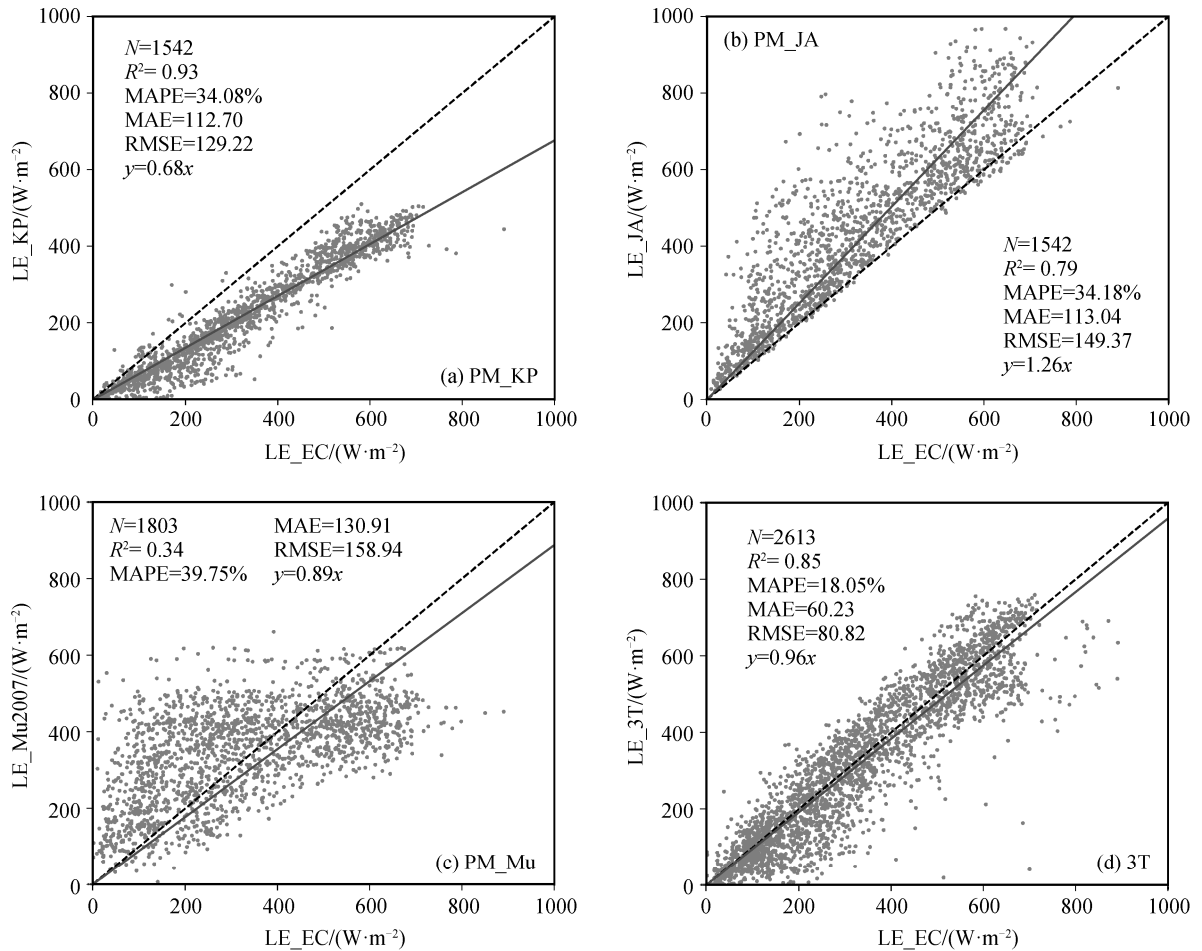 1000
800
600
400
200
0
LE_KP/(W·m⁻²)
N=1542
R²= 0.93
MAPE=34.08%
MAE=112.70
RMSE=129.22
y=0.68x
(a) PM_KP
0 200 400 600 800 1000
LE_EC/(W·m⁻²)
1000
800
600
400
200
0
LE_JA/(W·m⁻²)
(b) PM_JA
N=1542
R²= 0.79
MAPE=34.18%
MAE=113.04
RMSE=149.37
y=1.26x
0 200 400 600 800 1000
LE_EC/(W·m⁻²)
1000
800
600
400
200
0
LE_Mu2007/(W·m⁻²)
N=1803 MAE=130.91
R²= 0.34 RMSE=158.94
MAPE=39.75% y=0.89x
(c) PM_Mu
0 200 400 600 800 1000
LE_EC/(W·m⁻²)
1000
800
600
400
200
0
LE_3T/(W·m⁻²)
N=2613
R²= 0.85
MAPE=18.05%
MAE=60.23
RMSE=80.82
y=0.96x
(d) 3T
0 200 400 600 800 1000
LE_EC/(W·m⁻²)